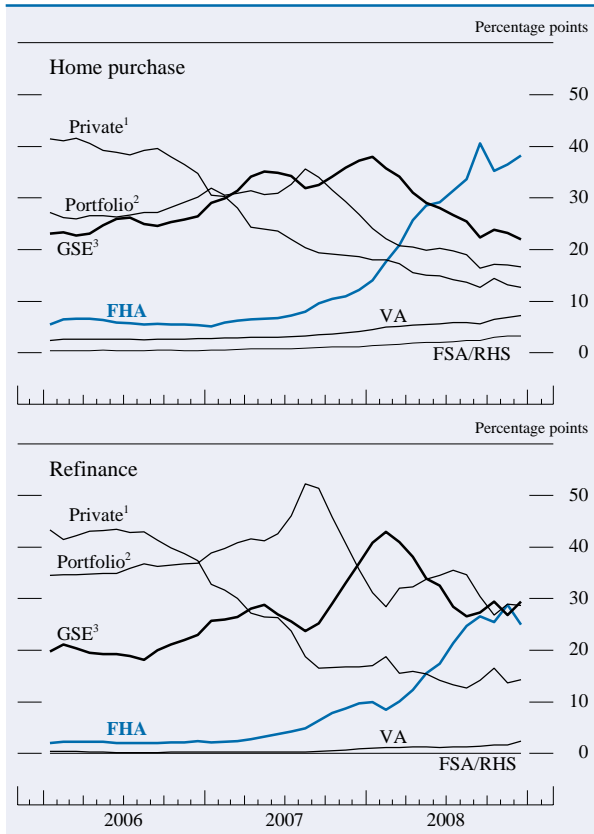 Percentage points
Home purchase
50
Private¹
40
Portfolio²
30
GSE³
20
FHA
10
VA
FSA/RHS
0
Percentage points
Refinance
50
Private¹
40
Portfolio²
30
GSE³
20
FHA
10
VA
FSA/RHS
0
2006 2007 2008